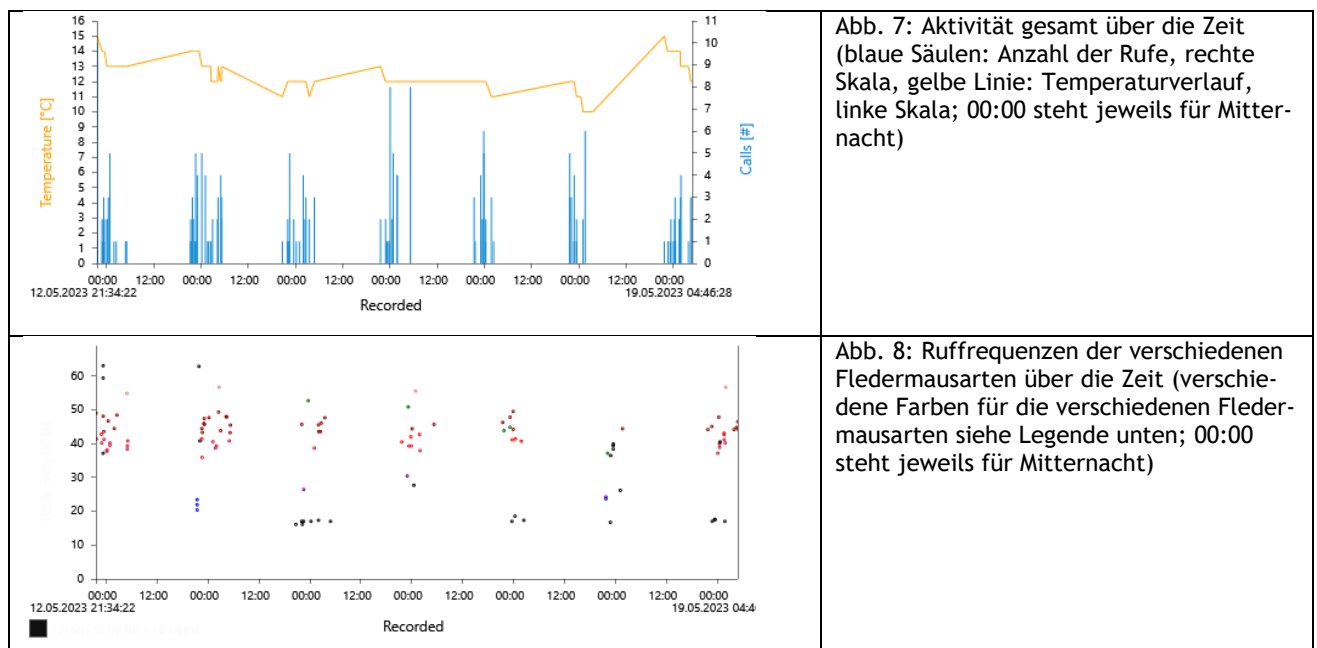 16
15
14
13
12
11
10
9
8
7
6
5
4
3
2
1
0
Temperature [°C]
11
10
9
8
7
6
5
4
3
2
1
0
Calls [#]
00:00 12:00 00:00 12:00 00:00 12:00 00:00 12:00 00:00 12:00 00:00 12:00 00:00
12.05.2023 21:34:22 19.05.2023 04:46:28
Recorded
Abb. 7: Aktivität gesamt über die Zeit
(blaue Säulen: Anzahl der Rufe, rechte
Skala, gelbe Linie: Temperaturverlauf,
linke Skala; 00:00 steht jeweils für Mitter-
nacht)
60
50
40
30
20
10
0
00:00 12:00 00:00 12:00 00:00 12:00 00:00 12:00 00:00 12:00 00:00 12:00 00:00
12.05.2023 21:34:22 19.05.2023 04:4
Recorded
Abb. 8: Ruffrequenzen der verschiedenen
Fledermausarten über die Zeit (verschie-
dene Farben für die verschiedenen Fleder-
mausarten siehe Legende unten; 00:00
steht jeweils für Mitternacht)